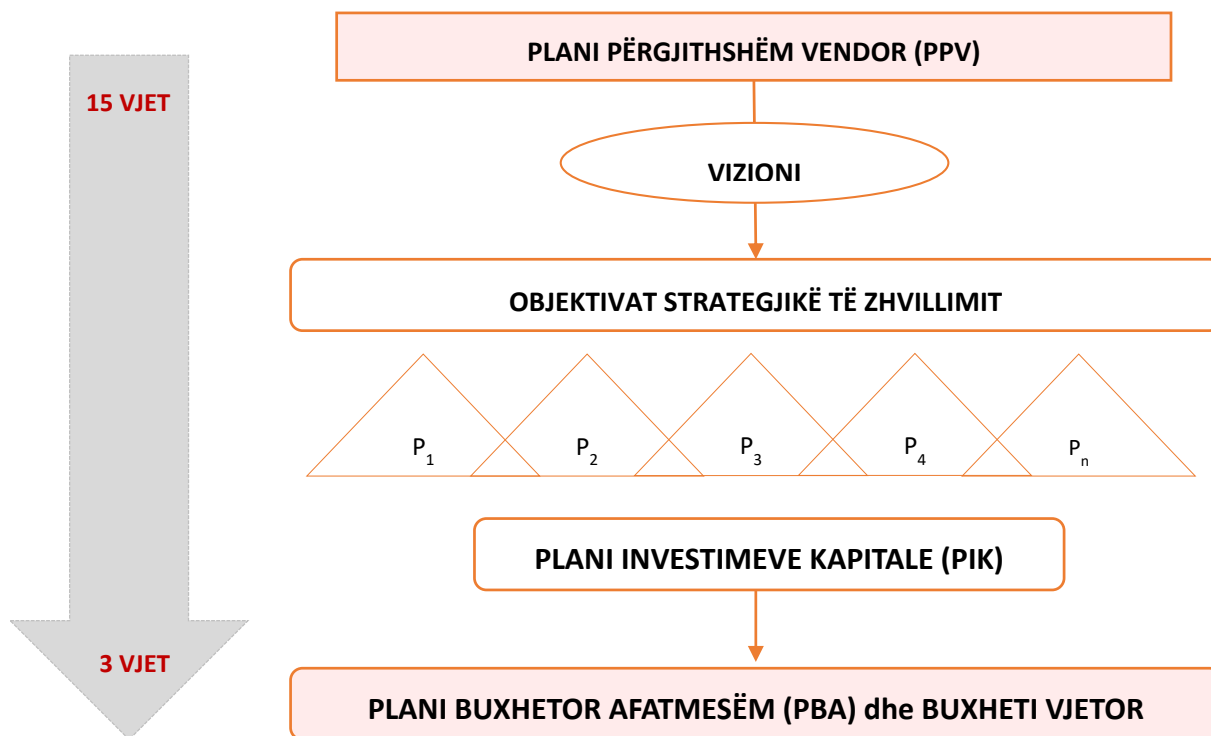 PLANI PËRGJITHSHËM VENDOR (PPV)
15 VJET
VIZIONI
OBJEKTIVAT STRATEGJIKË TË ZHVILLIMIT
P1 P2 P3 P4 Pn
PLANI INVESTIMEVE KAPITALE (PIK)
3 VJET
PLANI BUXHETOR AFATMESËM (PBA) dhe BUXHETI VJETOR